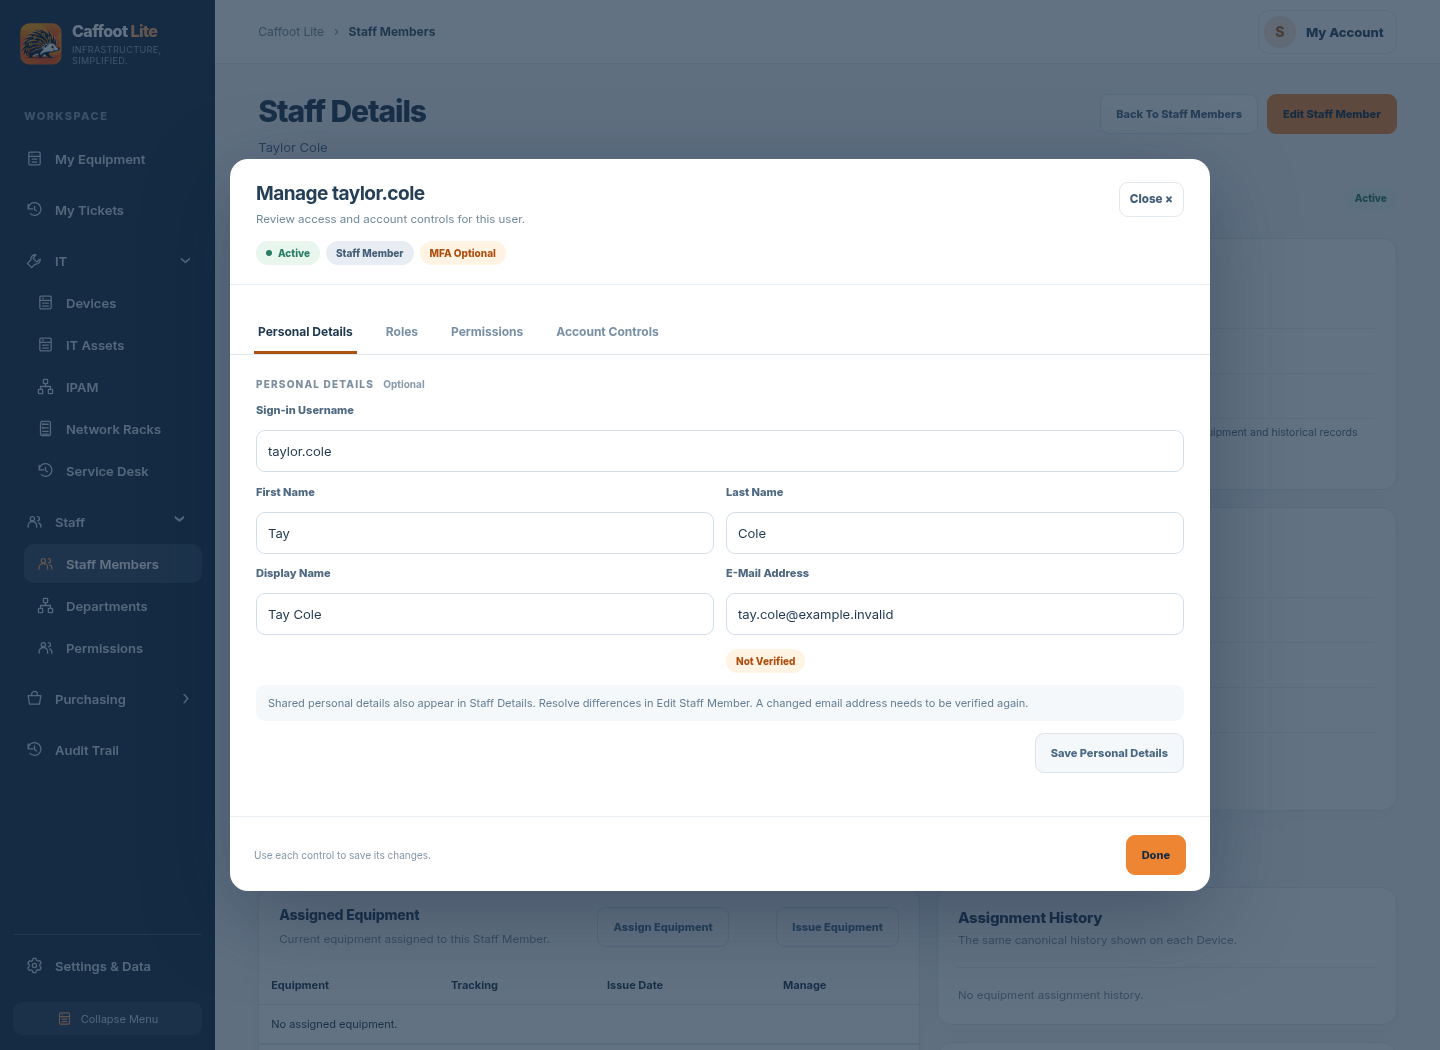 Caffoot Lite
INFRASTRUCTURE,
SIMPLIFIED.
WORKSPACE
My Equipment
My Tickets
IT
Devices
IT Assets
IPAM
Network Racks
Service Desk
Staff
Staff Members
Departments
Permissions
Purchasing
Audit Trail
Settings & Data
Collapse Menu
Caffoot Lite › Staff Members
S My Account
Staff Details
Taylor Cole
Back To Staff Members
Edit Staff Member
Active
Manage taylor.cole
Close ×
Review access and account controls for this user.
Active Staff Member MFA Optional
Personal Details Roles Permissions Account Controls
PERSONAL DETAILS Optional
Sign-in Username
taylor.cole
First Name Last Name
Tay Cole
Display Name E-Mail Address
Tay Cole tay.cole@example.invalid
Not Verified
Shared personal details also appear in Staff Details. Resolve differences in Edit Staff Member. A changed email address needs to be verified again.
Save Personal Details
Use each control to save its changes.
Done
and historical records
Assigned Equipment
Current equipment assigned to this Staff Member.
Assign Equipment
Issue Equipment
Equipment Tracking Issue Date Manage
No assigned equipment.
Assignment History
The same canonical history shown on each Device.
No equipment assignment history.